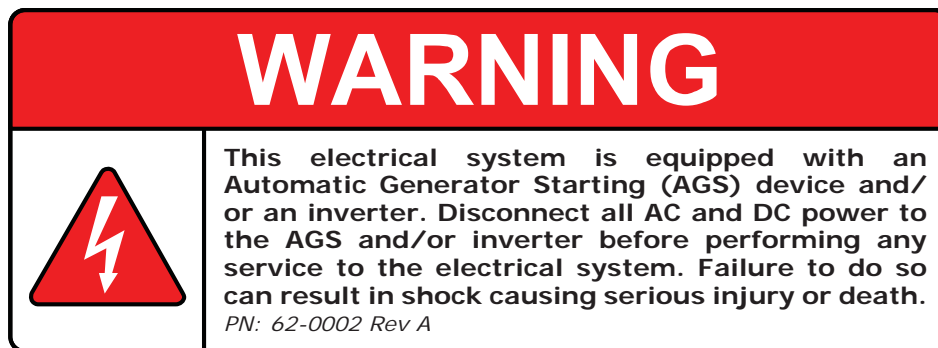 WARNING
This electrical system is equipped with an
Automatic Generator Starting (AGS) device and/
or an inverter. Disconnect all AC and DC power to
the AGS and/or inverter before performing any
service to the electrical system. Failure to do so
can result in shock causing serious injury or death.
PN: 62-0002 Rev A